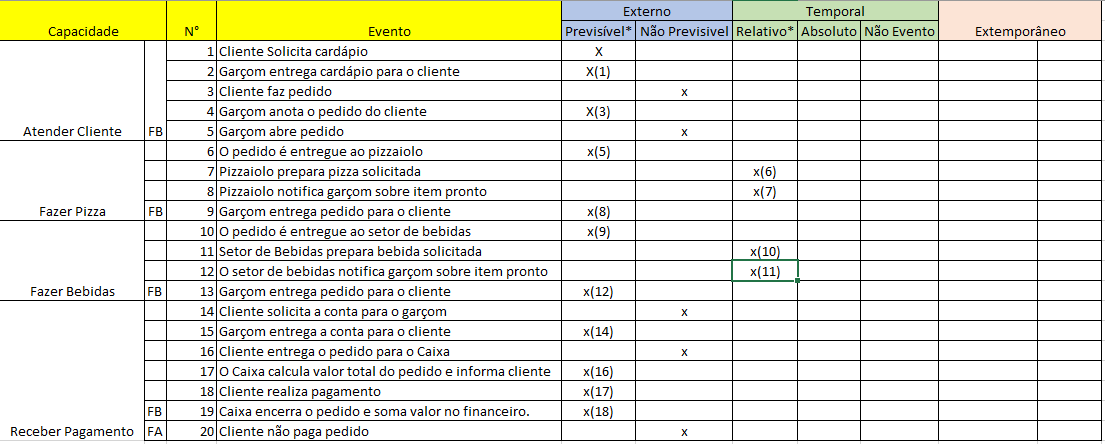 Externo Temporal
Capacidade N° Evento Previsível* Não Previsivel Relativo* Absoluto Não Evento Extemporâneo
1 Cliente Solicita cardápio X
2 Garçom entrega cardápio para o cliente X(1)
3 Cliente faz pedido x
4 Garçom anota o pedido do cliente X(3)
Atender Cliente FB 5 Garçom abre pedido x
6 O pedido é entregue ao pizzaiolo x(5)
7 Pizzaiolo prepara pizza solicitada x(6)
8 Pizzaiolo notifica garçom sobre item pronto x(7)
Fazer Pizza FB 9 Garçom entrega pedido para o cliente x(8)
10 O pedido é entregue ao setor de bebidas x(9)
11 Setor de Bebidas prepara bebida solicitada x(10)
12 O setor de bebidas notifica garçom sobre item pronto x(11)
Fazer Bebidas FB 13 Garçom entrega pedido para o cliente x(12)
14 Cliente solicita a conta para o garçom x
15 Garçom entrega a conta para o cliente x(14)
16 Cliente entrega o pedido para o Caixa x
17 O Caixa calcula valor total do pedido e informa cliente x(16)
18 Cliente realiza pagamento x(17)
FB 19 Caixa encerra o pedido e soma valor no financeiro. x(18)
Receber Pagamento FA 20 Cliente não paga pedido x